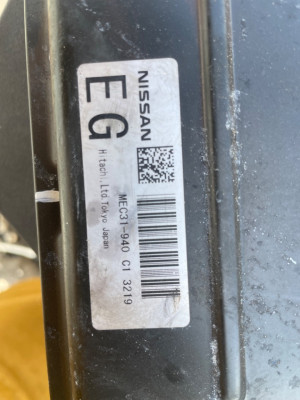 NISSAN
EG
Hitachi,Ltd.Tokyo Japan
MEC31-940 C1 3219